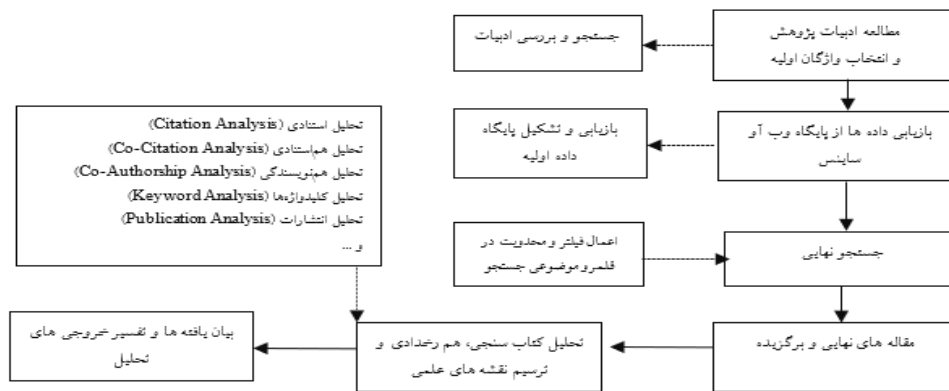 مطالعه ادبیات پژوهش
و انتخاب واژگان اولیه
جستجو و بررسی ادبیات
بازیابی داده ها از پایگاه وب آو
ساینس
بازیابی و تشکیل پایگاه
داده اولیه
تحلیل استنادی (Citation Analysis)
تحلیل هم‌استنادی (Co-Citation Analysis)
تحلیل هم‌نویسندگی (Co-Authorship Analysis)
تحلیل کلیدواژه‌ها (Keyword Analysis)
تحلیل انتشارات (Publication Analysis)
و ...
جستجو نهایی
اعمال فیلتر و محدویت در
قلمرو موضوعی جستجو
مقاله های نهایی و برگزیده
تحلیل کتاب سنجی، هم رخدادی و
ترسیم نقشه های علمی
بیان یافته ها و تفسیر خروجی های
تحلیل